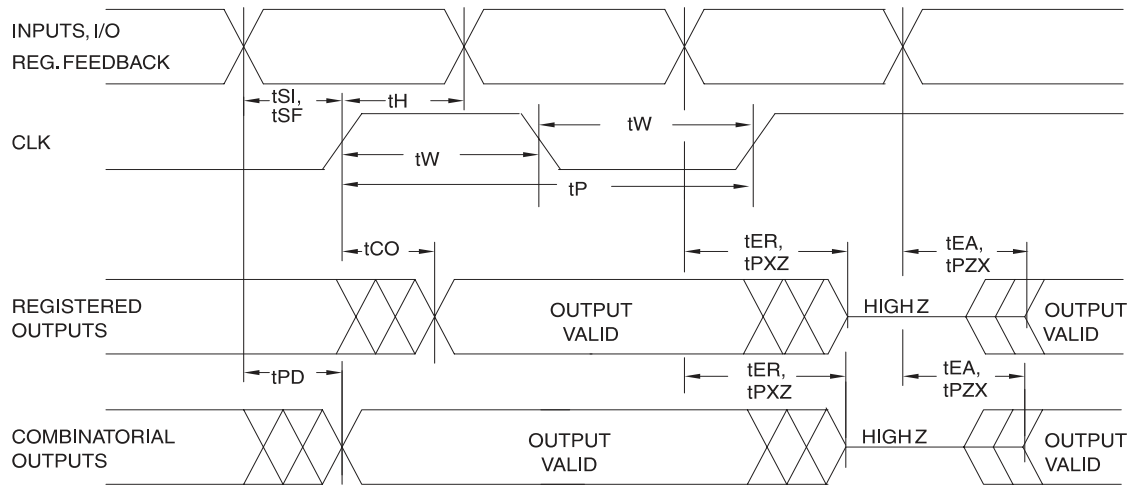 INPUTS, I/O
REG. FEEDBACK
tSI,
tSF
tH
CLK
tW
tW
tP
tCO
tER,
tPXZ
tEA,
tPZX
REGISTERED
OUTPUTS
OUTPUT
VALID
HIGH Z
OUTPUT
VALID
tPD
tER,
tPXZ
tEA,
tPZX
COMBINATORIAL
OUTPUTS
OUTPUT
VALID
HIGH Z
OUTPUT
VALID